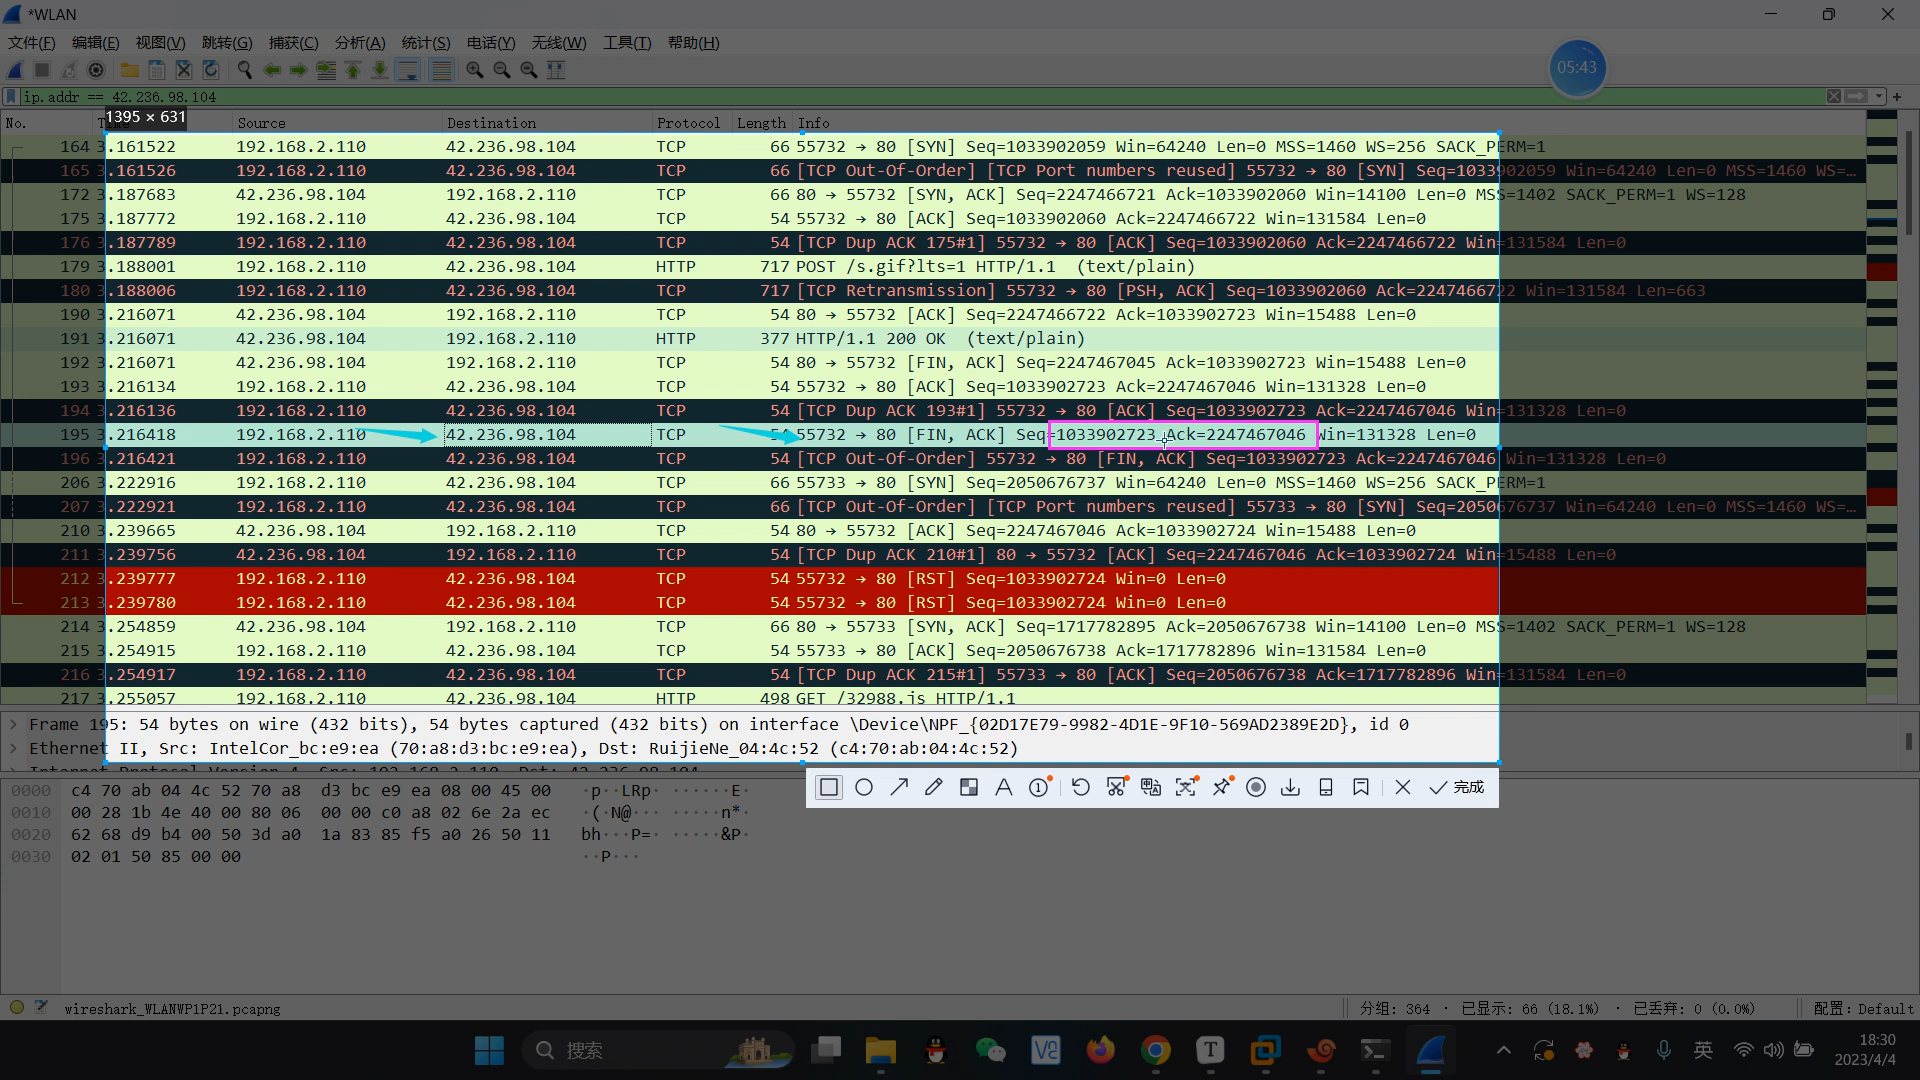 *WLAN
文件(F) 编辑(E) 视图(V) 跳转(G) 捕获(C) 分析(A) 统计(S) 电话(Y) 无线(W) 工具(T) 帮助(H)
05:43
ip.addr == 42.236.98.104
1395 × 631
No. Time Source Destination Protocol Length Info
164 3.161522 192.168.2.110 42.236.98.104 TCP 66 55732 → 80 [SYN] Seq=1033902059 Win=64240 Len=0 MSS=1460 WS=256 SACK_PERM=1
165 3.161526 192.168.2.110 42.236.98.104 TCP 66 [TCP Out-Of-Order] [TCP Port numbers reused] 55732 → 80 [SYN] Seq=1033902059 Win=64240 Len=0 MSS=1460 WS=…
172 3.187683 42.236.98.104 192.168.2.110 TCP 66 80 → 55732 [SYN, ACK] Seq=2247466721 Ack=1033902060 Win=14100 Len=0 MSS=1402 SACK_PERM=1 WS=128
175 3.187772 192.168.2.110 42.236.98.104 TCP 54 55732 → 80 [ACK] Seq=1033902060 Ack=2247466722 Win=131584 Len=0
176 3.187789 192.168.2.110 42.236.98.104 TCP 54 [TCP Dup ACK 175#1] 55732 → 80 [ACK] Seq=1033902060 Ack=2247466722 Win=131584 Len=0
179 3.188001 192.168.2.110 42.236.98.104 HTTP 717 POST /s.gif?lts=1 HTTP/1.1 (text/plain)
180 3.188006 192.168.2.110 42.236.98.104 TCP 717 [TCP Retransmission] 55732 → 80 [PSH, ACK] Seq=1033902060 Ack=2247466722 Win=131584 Len=663
190 3.216071 42.236.98.104 192.168.2.110 TCP 54 80 → 55732 [ACK] Seq=2247466722 Ack=1033902723 Win=15488 Len=0
191 3.216071 42.236.98.104 192.168.2.110 HTTP 377 HTTP/1.1 200 OK (text/plain)
192 3.216071 42.236.98.104 192.168.2.110 TCP 54 80 → 55732 [FIN, ACK] Seq=2247467045 Ack=1033902723 Win=15488 Len=0
193 3.216134 192.168.2.110 42.236.98.104 TCP 54 55732 → 80 [ACK] Seq=1033902723 Ack=2247467046 Win=131328 Len=0
194 3.216136 192.168.2.110 42.236.98.104 TCP 54 [TCP Dup ACK 193#1] 55732 → 80 [ACK] Seq=1033902723 Ack=2247467046 Win=131328 Len=0
195 3.216418 192.168.2.110 42.236.98.104 TCP 54 55732 → 80 [FIN, ACK] Seq=1033902723 Ack=2247467046 Win=131328 Len=0
196 3.216421 192.168.2.110 42.236.98.104 TCP 54 [TCP Out-Of-Order] 55732 → 80 [FIN, ACK] Seq=1033902723 Ack=2247467046 Win=131328 Len=0
206 3.222916 192.168.2.110 42.236.98.104 TCP 66 55733 → 80 [SYN] Seq=2050676737 Win=64240 Len=0 MSS=1460 WS=256 SACK_PERM=1
207 3.222921 192.168.2.110 42.236.98.104 TCP 66 [TCP Out-Of-Order] [TCP Port numbers reused] 55733 → 80 [SYN] Seq=2050676737 Win=64240 Len=0 MSS=1460 WS=…
210 3.239665 42.236.98.104 192.168.2.110 TCP 54 80 → 55732 [ACK] Seq=2247467046 Ack=1033902724 Win=15488 Len=0
211 3.239756 42.236.98.104 192.168.2.110 TCP 54 [TCP Dup ACK 210#1] 80 → 55732 [ACK] Seq=2247467046 Ack=1033902724 Win=15488 Len=0
212 3.239777 192.168.2.110 42.236.98.104 TCP 54 55732 → 80 [RST] Seq=1033902724 Win=0 Len=0
213 3.239780 192.168.2.110 42.236.98.104 TCP 54 55732 → 80 [RST] Seq=1033902724 Win=0 Len=0
214 3.254859 42.236.98.104 192.168.2.110 TCP 66 80 → 55733 [SYN, ACK] Seq=1717782895 Ack=2050676738 Win=14100 Len=0 MSS=1402 SACK_PERM=1 WS=128
215 3.254915 192.168.2.110 42.236.98.104 TCP 54 55733 → 80 [ACK] Seq=2050676738 Ack=1717782896 Win=131584 Len=0
216 3.254917 192.168.2.110 42.236.98.104 TCP 54 [TCP Dup ACK 215#1] 55733 → 80 [ACK] Seq=2050676738 Ack=1717782896 Win=131584 Len=0
217 3.255057 192.168.2.110 42.236.98.104 HTTP 498 GET /32988.js HTTP/1.1
Frame 195: 54 bytes on wire (432 bits), 54 bytes captured (432 bits) on interface \Device\NPF_{02D17E79-9982-4D1E-9F10-569AD2389E2D}, id 0
Ethernet II, Src: IntelCor_bc:e9:ea (70:a8:d3:bc:e9:ea), Dst: RuijieNe_04:4c:52 (c4:70:ab:04:4c:52)
Internet Protocol Version 4, Src: 192.168.2.110, Dst: 42.236.98.104
完成
0000 c4 70 ab 04 4c 52 70 a8 d3 bc e9 ea 08 00 45 00 ·p··LRp· ······E·
0010 00 28 1b 4e 40 00 80 06 00 00 c0 a8 02 6e 2a ec ·(·N@··· ·····n*·
0020 62 68 d9 b4 00 50 3d a0 1a 83 85 f5 a0 26 50 11 bh···P=· ·····&P·
0030 02 01 50 85 00 00 ··P···
wireshark_WLANWP1P21.pcapng 分组: 364 · 已显示: 66 (18.1%) · 已丢弃: 0 (0.0%) 配置: Default
搜索 英 18:30
2023/4/4